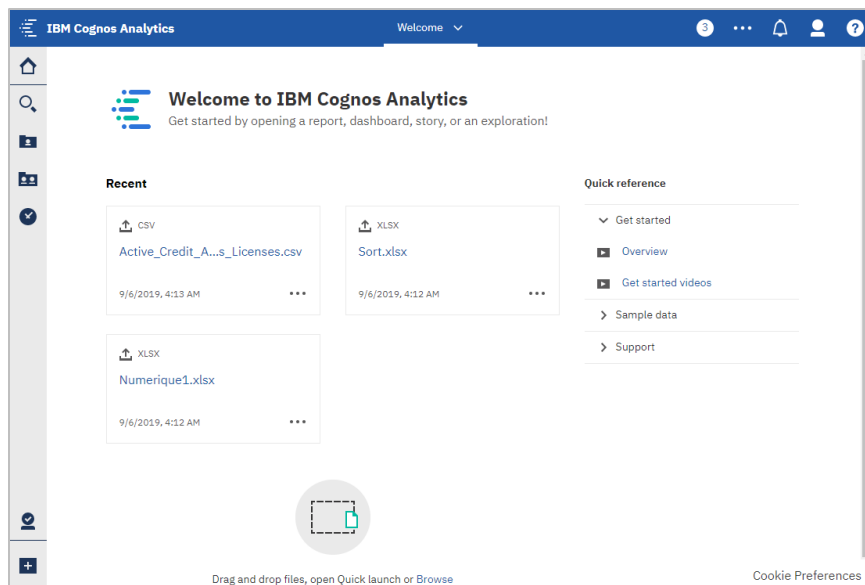 IBM Cognos Analytics
Welcome
3
?
Welcome to IBM Cognos Analytics
Get started by opening a report, dashboard, story, or an exploration!
Recent
CSV
Active_Credit_A...s_Licenses.csv
9/6/2019, 4:13 AM
XLSX
Sort.xlsx
9/6/2019, 4:12 AM
XLSX
Numerique1.xlsx
9/6/2019, 4:12 AM
Quick reference
Get started
Overview
Get started videos
Sample data
Support
Drag and drop files, open Quick launch or Browse
Cookie Preferences